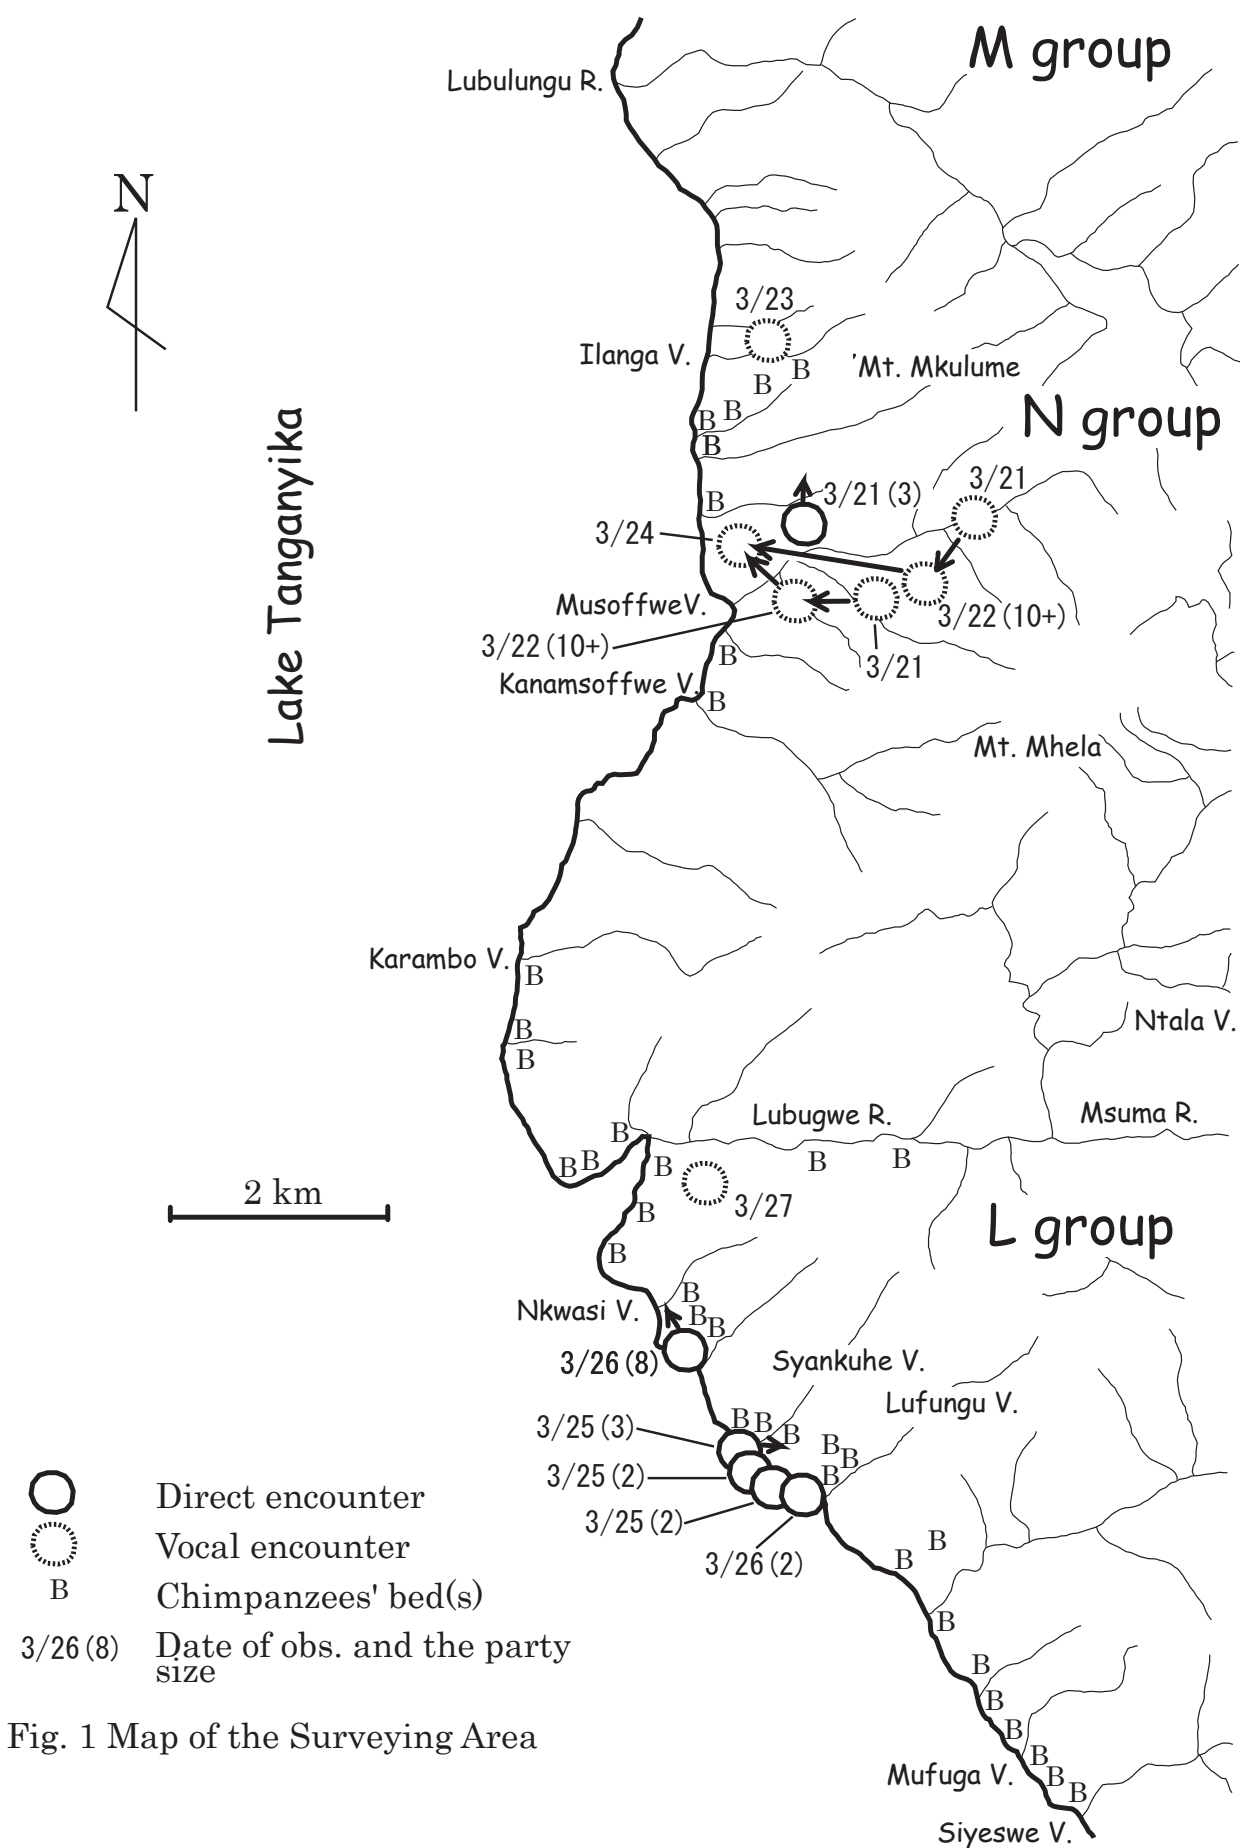 M group
Lubulungu R.
N
3/23
Ilanga V.
'Mt. Mkulume
B
B
B
B
B
N group
Lake Tanganyika
3/21
3/21(3)
B
3/24
MusoffweV.
3/22(10+)
3/22(10+)
B
3/21
Kanamsoffwe V.
B
Mt. Mhela
Karambo V.
B
Ntala V.
B
B
Lubugwe R.
Msuma R.
B
B B
B
B
B
2 km
3/27
B
L group
B
B
Nkwasi V.
B
B
3/26(8)
Syankuhe V.
Lufungu V.
3/25(3)
B B
B
B
B
B
3/25(2)
3/25(2)
3/26(2)
B
B
B
B
B
B
B
B
B
Mufuga V.
Siyeswe V.
Direct encounter
Vocal encounter
B Chimpanzees' bed(s)
3/26(8) Date of obs. and the party
size
Fig. 1 Map of the Surveying Area